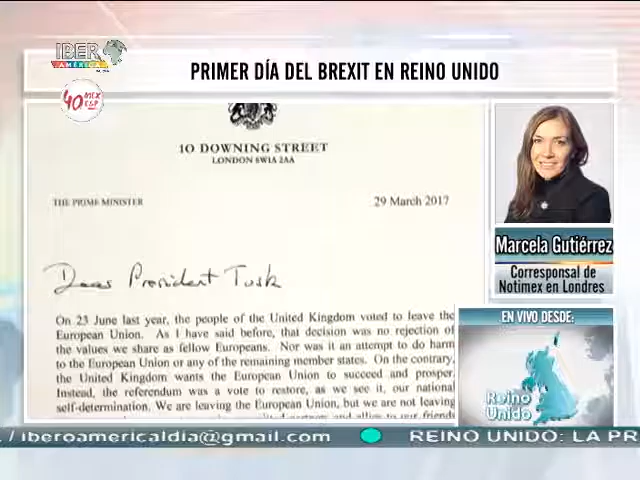 IBER
AMÉRICA
AL DÍA
40 MEX
ESP
PRIMER DÍA DEL BREXIT EN REINO UNIDO
10 DOWNING STREET
LONDON SW1A 2AA
THE PRIME MINISTER
29 March 2017
Dear President Tusk
On 23 June last year, the people of the United Kingdom voted to leave the
European Union. As I have said before, that decision was no rejection of
the values we share as fellow Europeans. Nor was it an attempt to do harm
to the European Union or any of the remaining member states. On the contrary,
the United Kingdom wants the European Union to succeed and prosper.
Instead, the referendum was a vote to restore, as we see it, our national
self-determination. We are leaving the European Union, but we are not leaving
and allies to our friends
Marcela Gutiérrez
Corresponsal de
Notimex en Londres
EN VIVO DESDE:
Reino
Unido
/ iberoamericaldia@gmail.com REINO UNIDO: LA PR